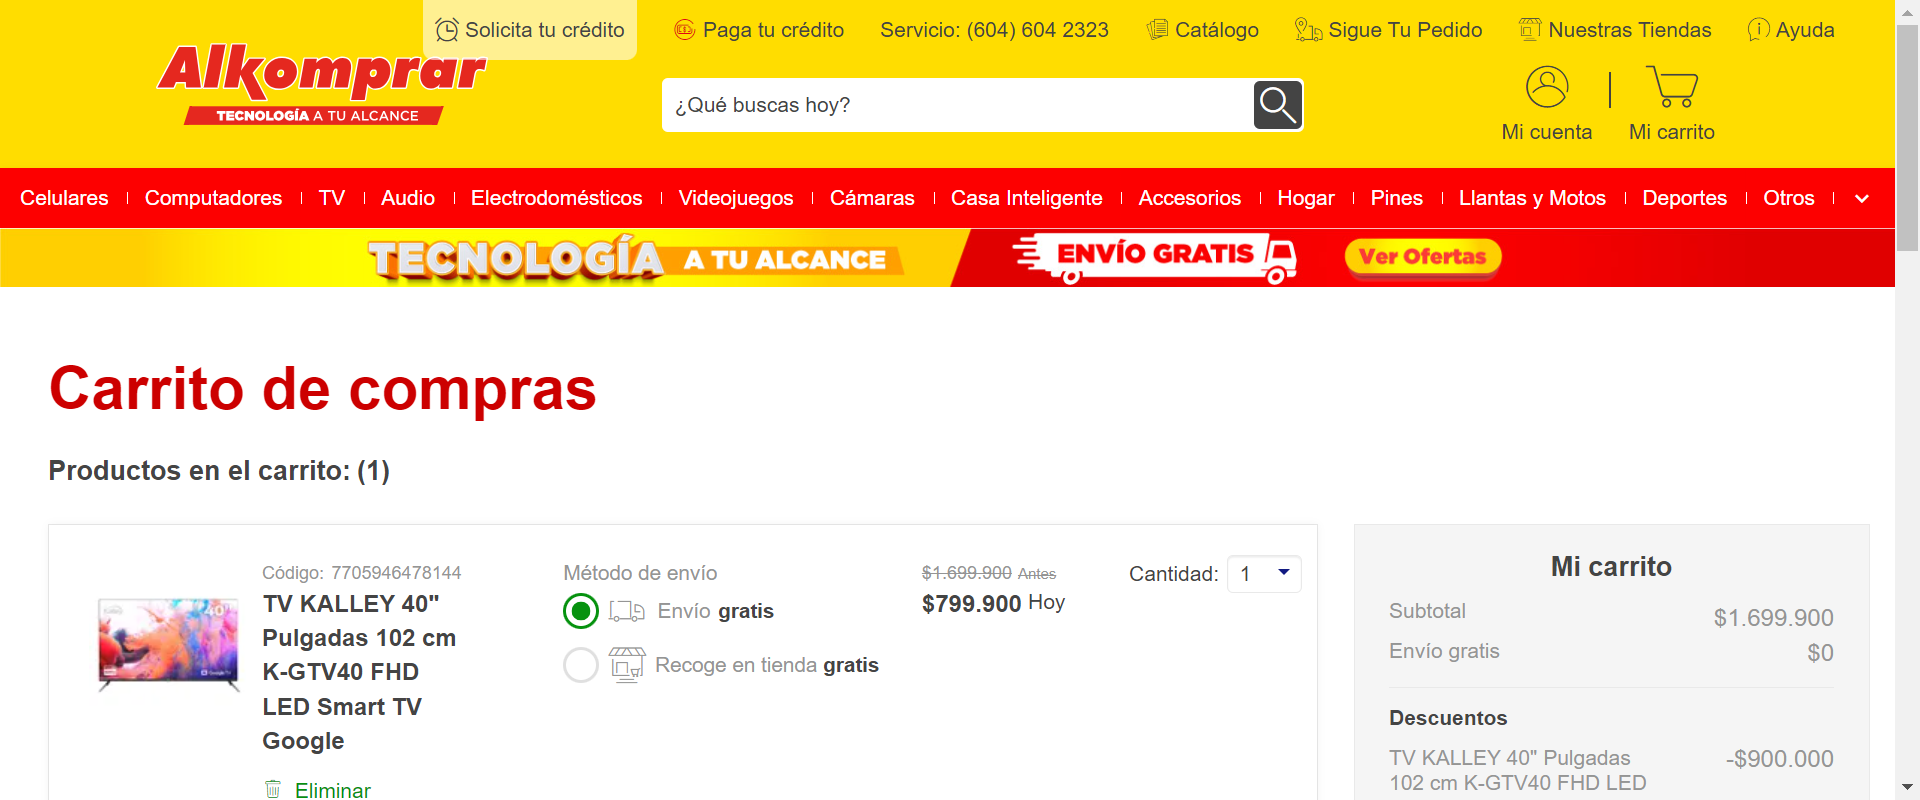 Solicita tu crédito
Paga tu crédito
Servicio: (604) 604 2323
Catálogo
Sigue Tu Pedido
Nuestras Tiendas
Ayuda
Alkomprar
TECNOLOGÍA A TU ALCANCE
¿Qué buscas hoy?
Mi cuenta
Mi carrito
Celulares
Computadores
TV
Audio
Electrodomésticos
Videojuegos
Cámaras
Casa Inteligente
Accesorios
Hogar
Pines
Llantas y Motos
Deportes
Otros
TECNOLOGÍA A TU ALCANCE
ENVÍO GRATIS
Ver Ofertas
Carrito de compras
Productos en el carrito: (1)
Código: 7705946478144
TV KALLEY 40"
Pulgadas 102 cm
K-GTV40 FHD
LED Smart TV
Google
Eliminar
Método de envío
Envío gratis
Recoge en tienda gratis
$1.699.900 Antes
$799.900 Hoy
Cantidad: 1
Mi carrito
Subtotal $1.699.900
Envío gratis $0
Descuentos
TV KALLEY 40" Pulgadas -$900.000
102 cm K-GTV40 FHD LED